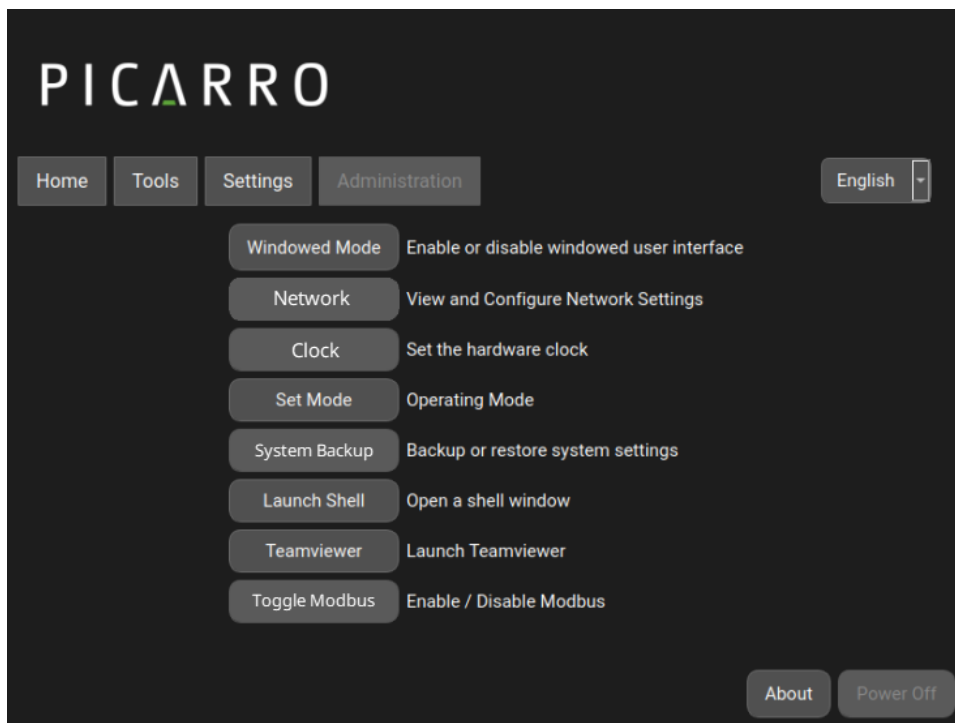 PICARRO
Home Tools Settings Administration English
Windowed Mode Enable or disable windowed user interface
Network View and Configure Network Settings
Clock Set the hardware clock
Set Mode Operating Mode
System Backup Backup or restore system settings
Launch Shell Open a shell window
Teamviewer Launch Teamviewer
Toggle Modbus Enable / Disable Modbus
About Power Off